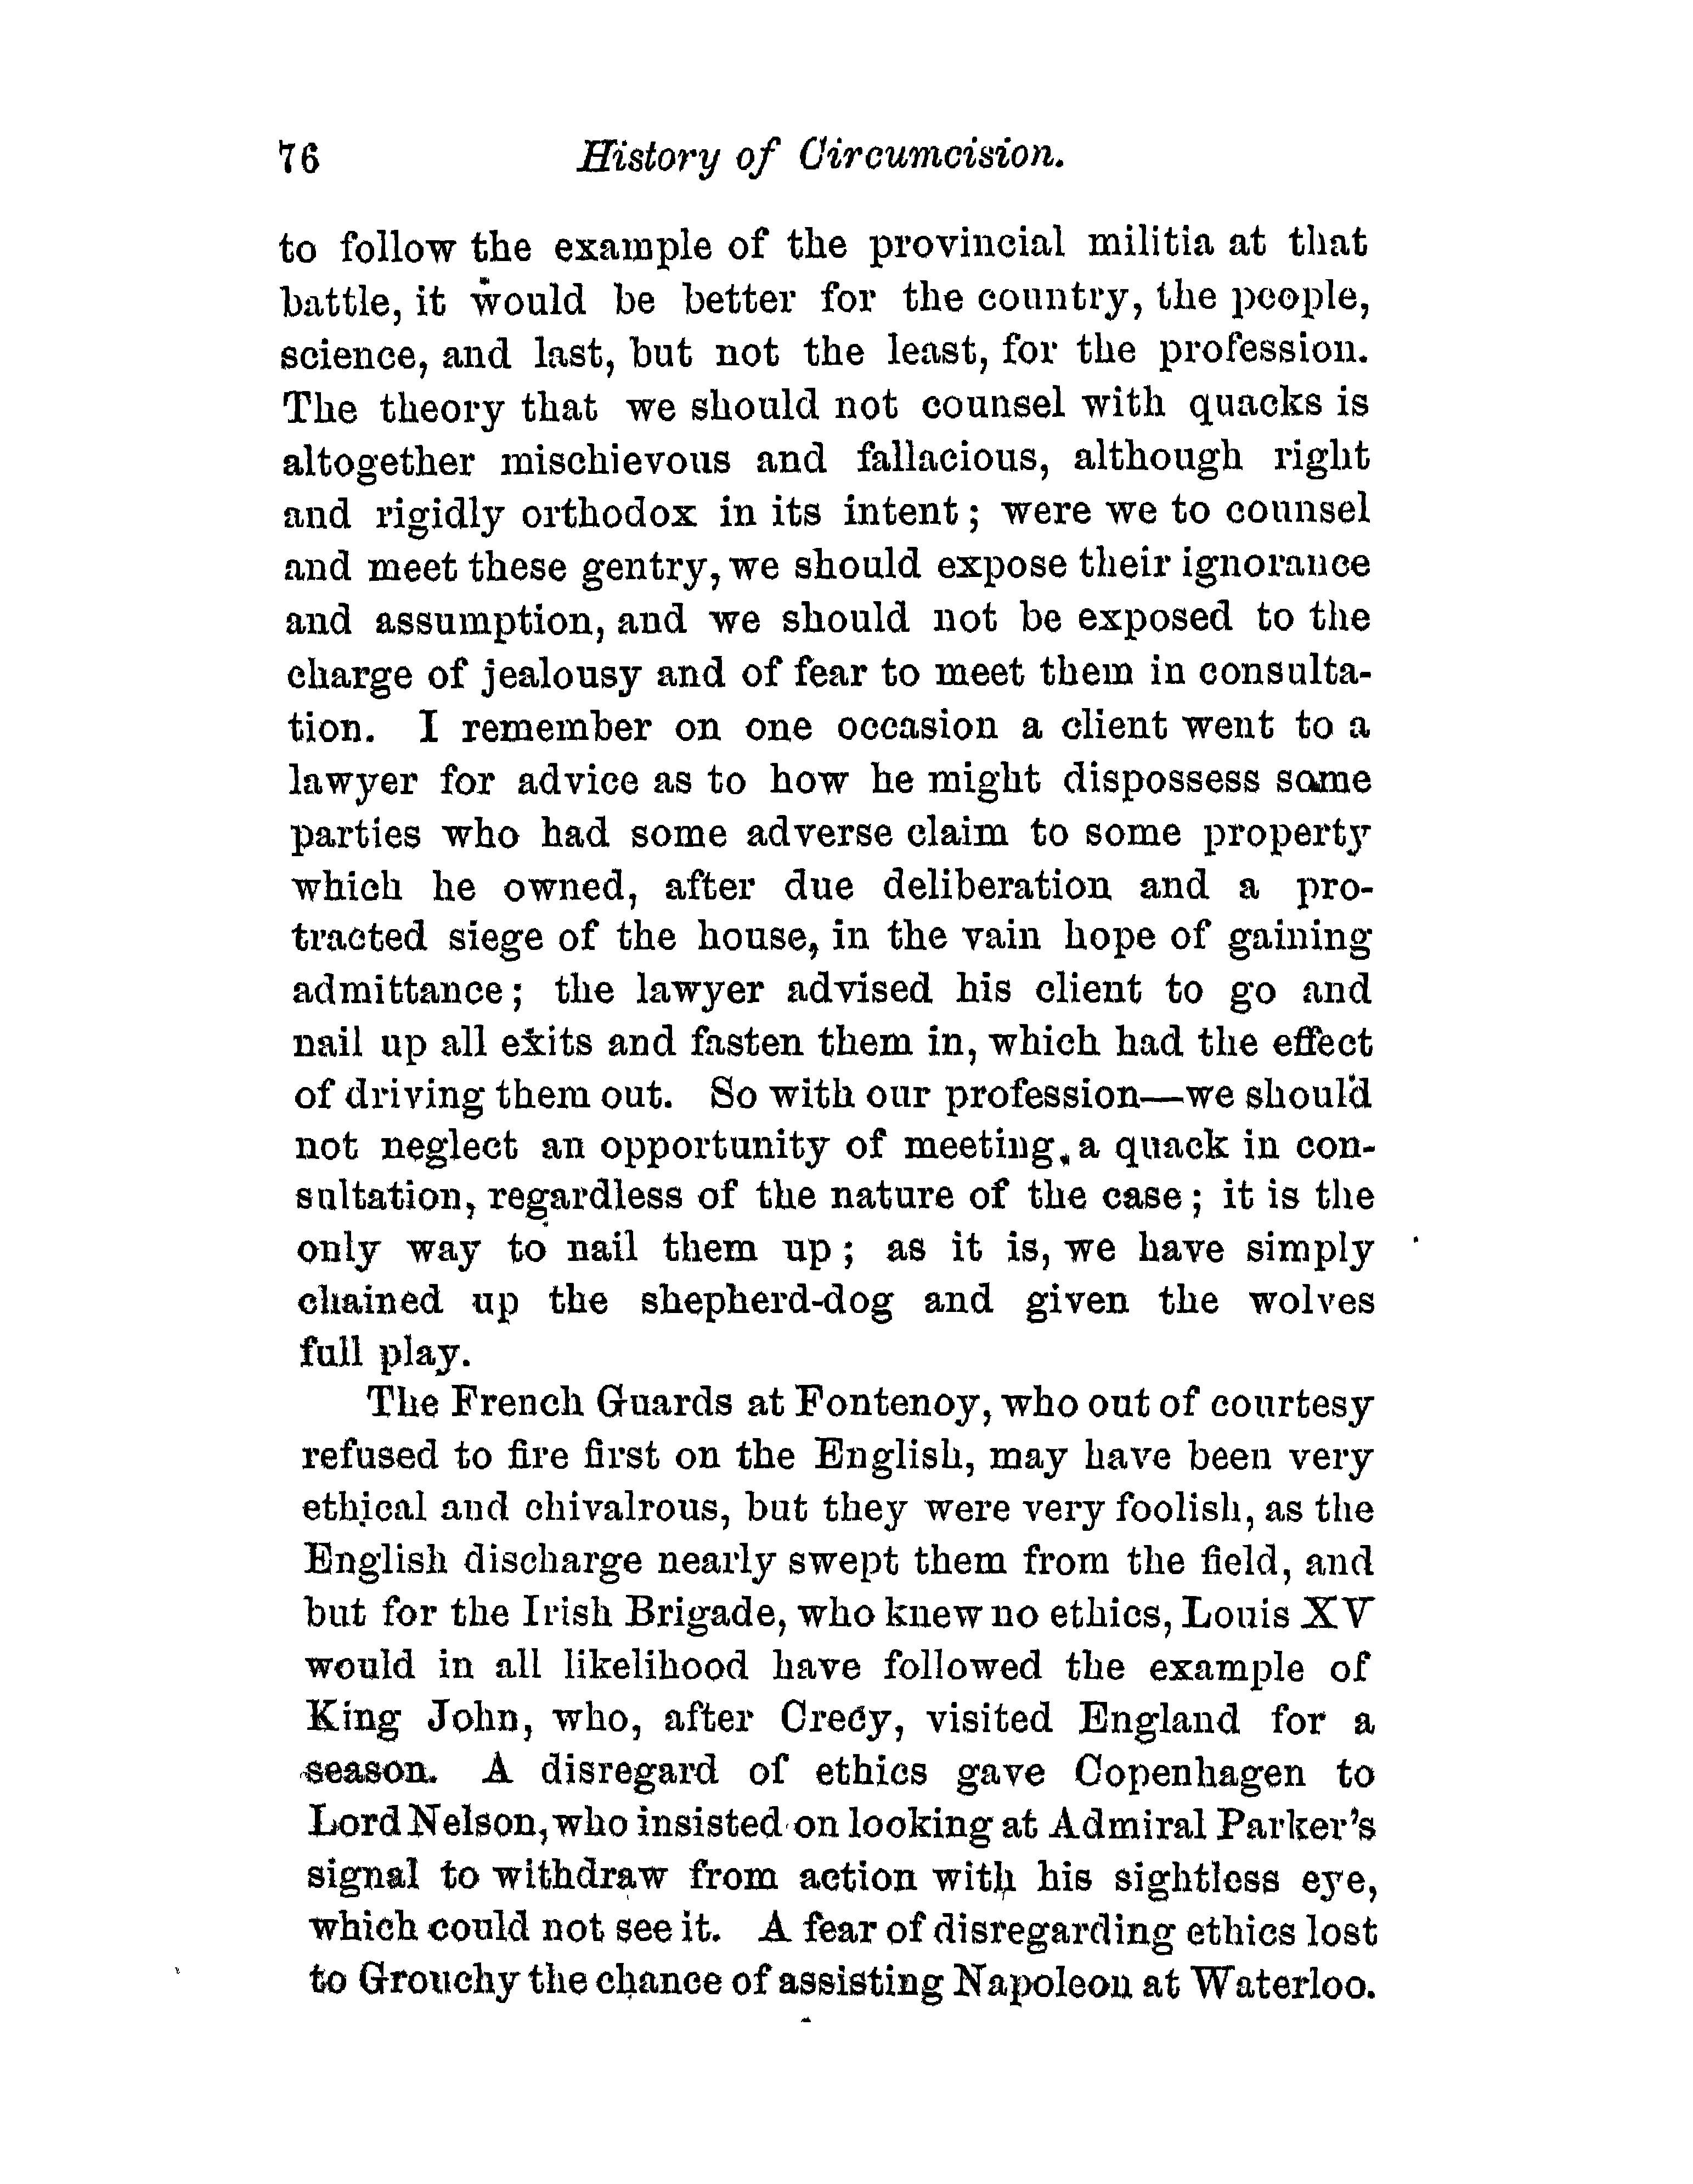 76 History of Circumcision.
to follow the example of the provincial militia at that
battle, it would be better for the country, the people,
science, and last, but not the least, for the profession.
The theory that we should not counsel with quacks is
altogether mischievous and fallacious, although right
and rigidly orthodox in its intent; were we to counsel
and meet these gentry, we should expose their ignorance
and assumption, and we should not be exposed to the
charge of jealousy and of fear to meet them in consulta-
tion. I remember on one occasion a client went to a
lawyer for advice as to how he might dispossess some
parties who had some adverse claim to some property
which he owned, after due deliberation and a pro-
tracted siege of the house, in the vain hope of gaining
admittance; the lawyer advised his client to go and
nail up all exits and fasten them in, which had the effect
of driving them out. So with our profession—we should
not neglect an opportunity of meeting a quack in con-
sultation, regardless of the nature of the case; it is the
only way to nail them up; as it is, we have simply
chained up the shepherd-dog and given the wolves
full play.
The French Guards at Fontenoy, who out of courtesy
refused to fire first on the English, may have been very
ethical and chivalrous, but they were very foolish, as the
English discharge nearly swept them from the field, and
but for the Irish Brigade, who knew no ethics, Louis XV
would in all likelihood have followed the example of
King John, who, after Crecy, visited England for a
season. A disregard of ethics gave Copenhagen to
Lord Nelson, who insisted on looking at Admiral Parker's
signal to withdraw from action with his sightless eye,
which could not see it. A fear of disregarding ethics lost
to Grouchy the chance of assisting Napoleon at Waterloo.